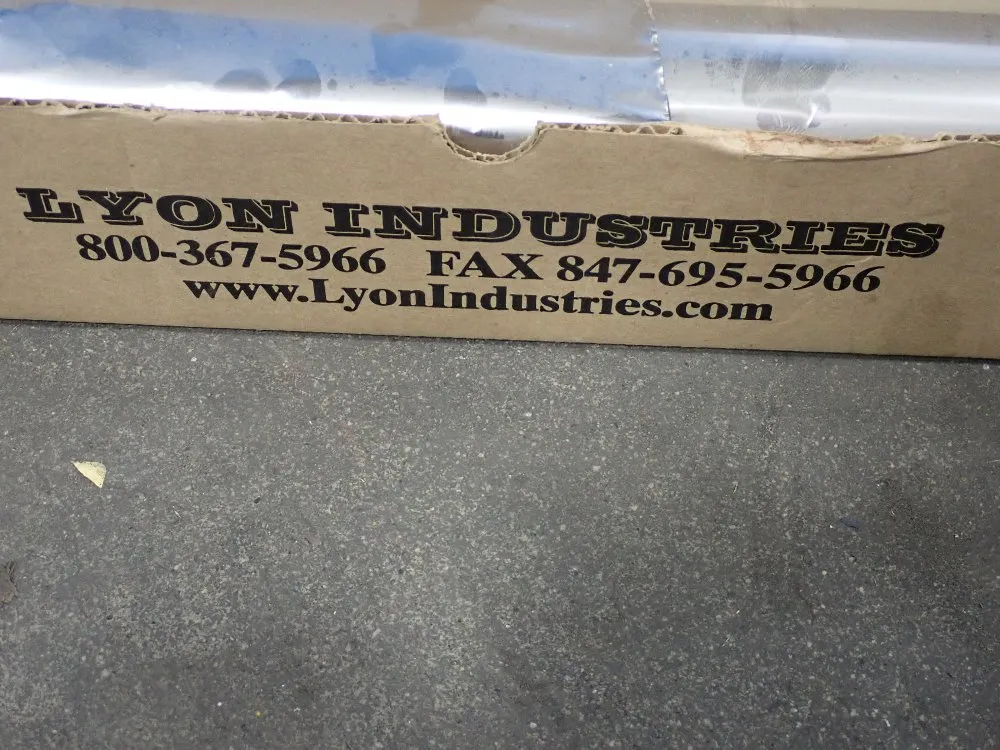 LYON INDUSTRIES
800-367-5966 FAX 847-695-5966
www.LyonIndustries.com